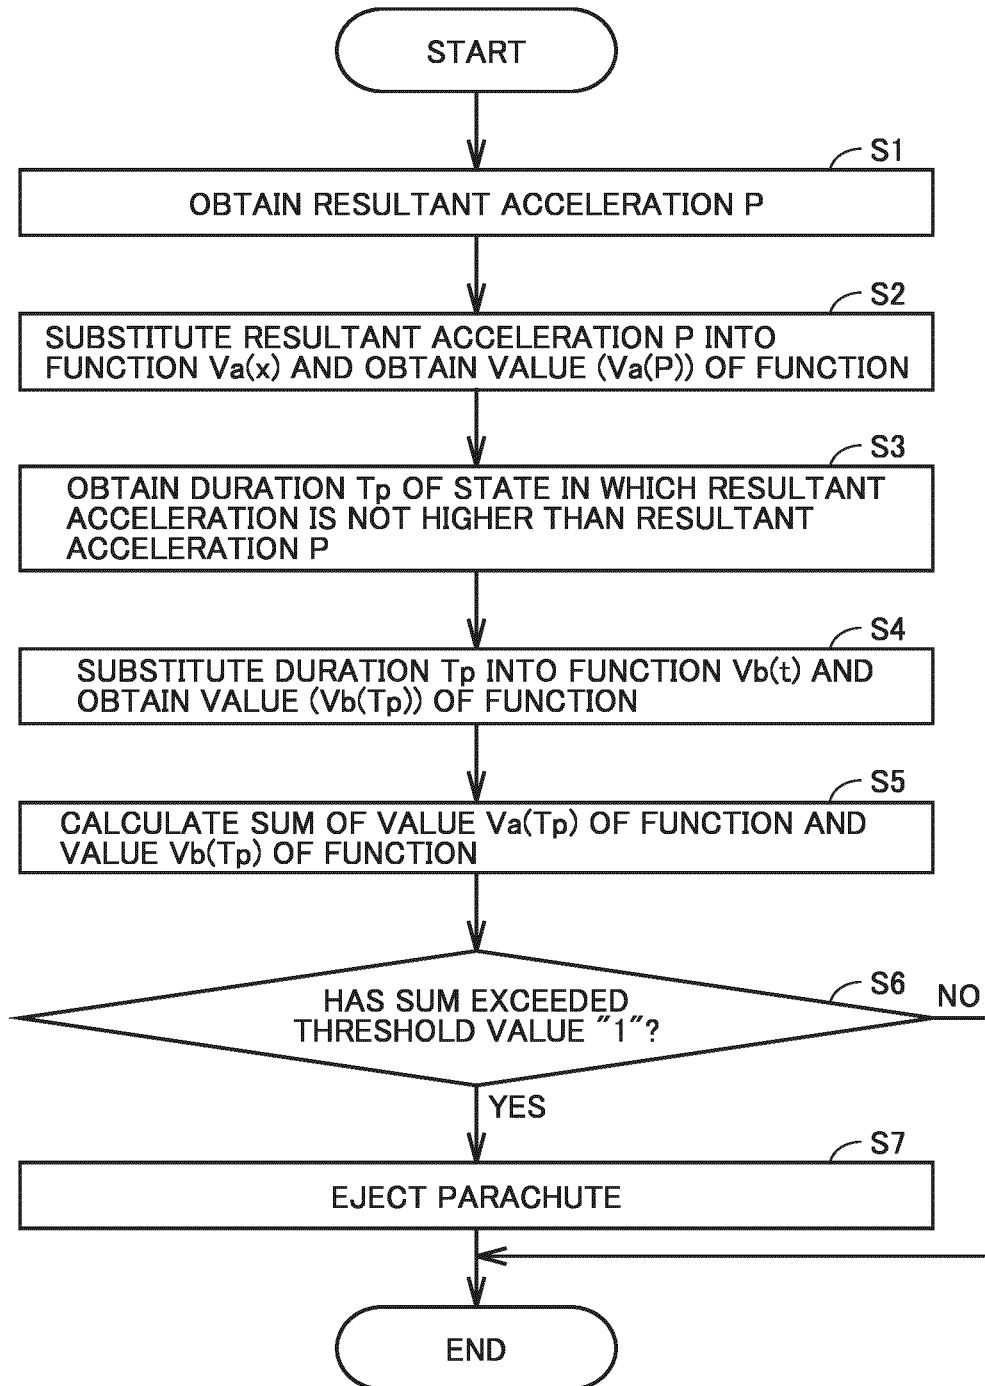 START
S1
OBTAIN RESULTANT ACCELERATION P
S2
SUBSTITUTE RESULTANT ACCELERATION P INTO
FUNCTION Va(x) AND OBTAIN VALUE (Va(P)) OF FUNCTION
S3
OBTAIN DURATION Tp OF STATE IN WHICH RESULTANT
ACCELERATION IS NOT HIGHER THAN RESULTANT
ACCELERATION P
S4
SUBSTITUTE DURATION Tp INTO FUNCTION Vb(t) AND
OBTAIN VALUE (Vb(Tp)) OF FUNCTION
S5
CALCULATE SUM OF VALUE Va(Tp) OF FUNCTION AND
VALUE Vb(Tp) OF FUNCTION
S6
NO
HAS SUM EXCEEDED
THRESHOLD VALUE "1"?
YES
S7
EJECT PARACHUTE
END